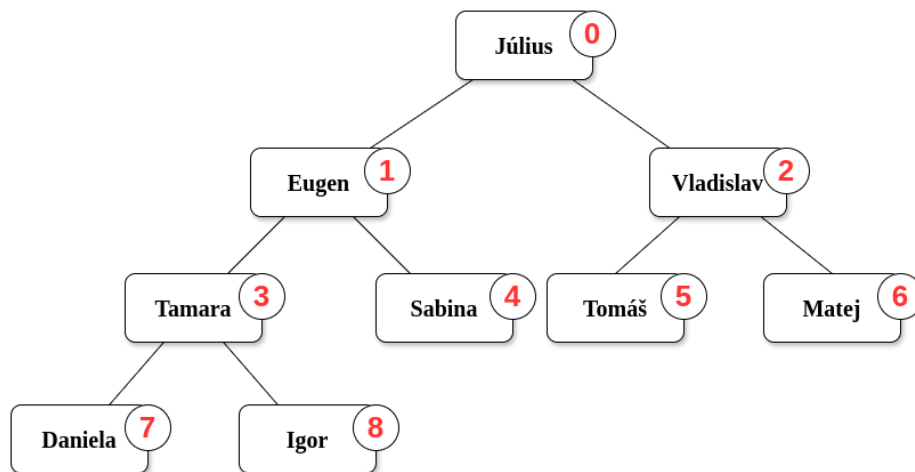 Július 0
Eugen 1
Vladislav 2
Tamara 3
Sabina 4
Tomáš 5
Matej 6
Daniela 7
Igor 8